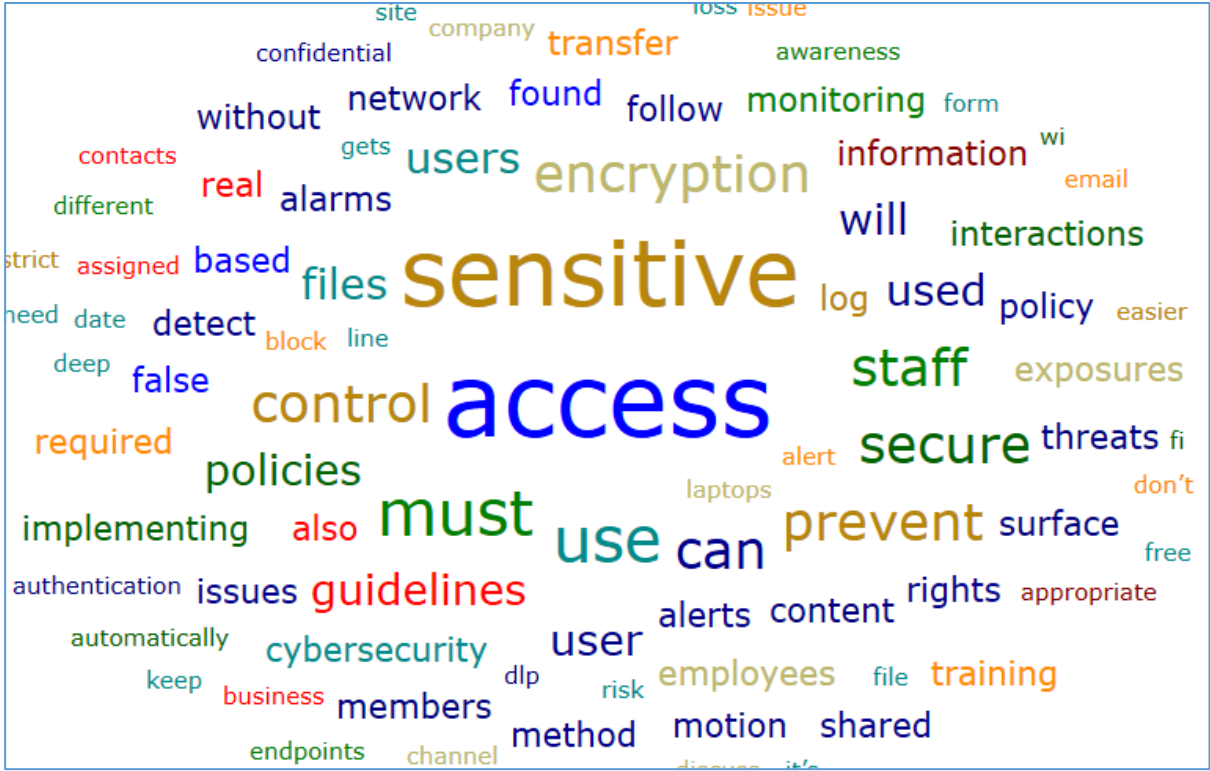 site company loss issue
confidential transfer awareness
without network found follow monitoring form
contacts gets users encryption information wi
different real alarms email
will interactions
strict assigned based files sensitive log used policy easier
need date detect block line
deep false control access staff exposures
required policies alert secure threats fi
laptops don’t
implementing also must use can prevent surface free
authentication issues guidelines rights appropriate
automatically cybersecurity user alerts content
keep business members dlp risk employees file training
endpoints channel method motion shared
discuss it’s